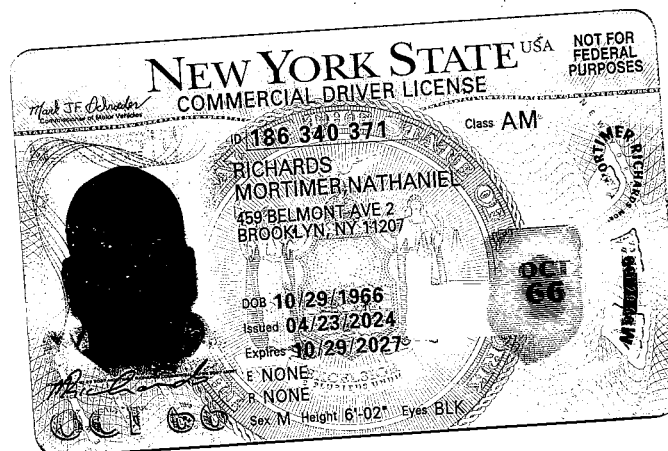 NEW YORK STATE USA
NOT FOR
FEDERAL
PURPOSES
COMMERCIAL DRIVER LICENSE
Commissioner of Motor Vehicles
ID 186 340 371
Class AM
RICHARDS
MORTIMER,NATHANIEL
459 BELMONT AVE 2
BROOKLYN, NY 11207
DOB 10/29/1966
Issued 04/23/2024
Expires 10/29/2027
E NONE
R NONE
Sex M Height 6'-02" Eyes BLK
OCT
66
MORTIMER RICHARDS
OCT 66